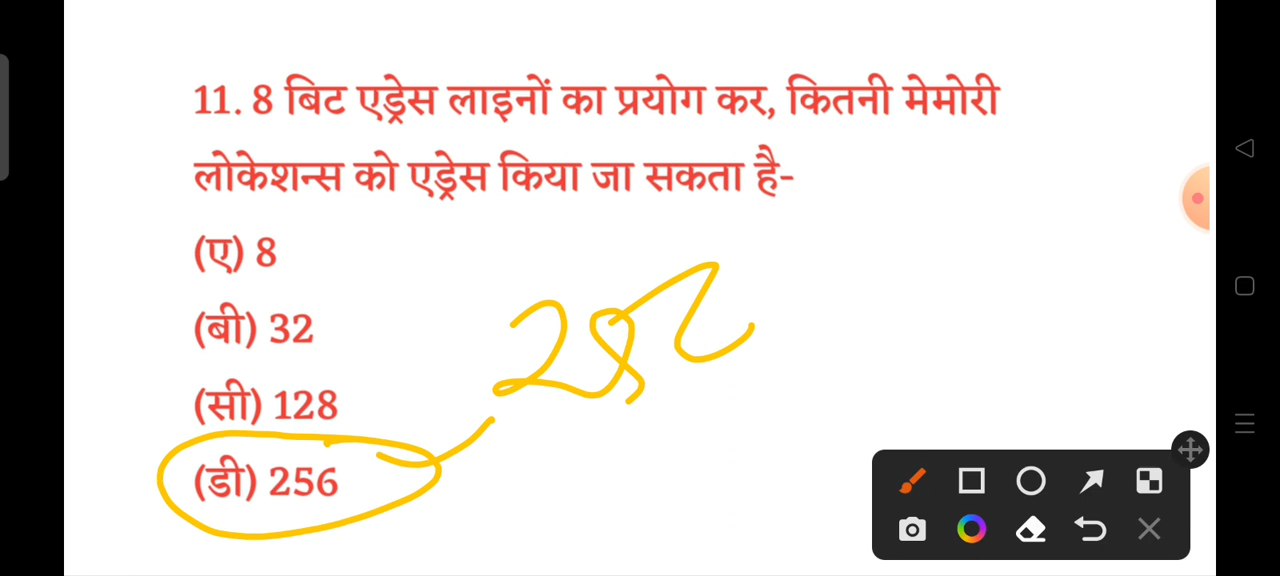 11. 8 बिट एड्रेस लाइनों का प्रयोग कर, कितनी मेमोरी
लोकेशन्स को एड्रेस किया जा सकता है-
(ए) 8
(बी) 32
(सी) 128
(डी) 256